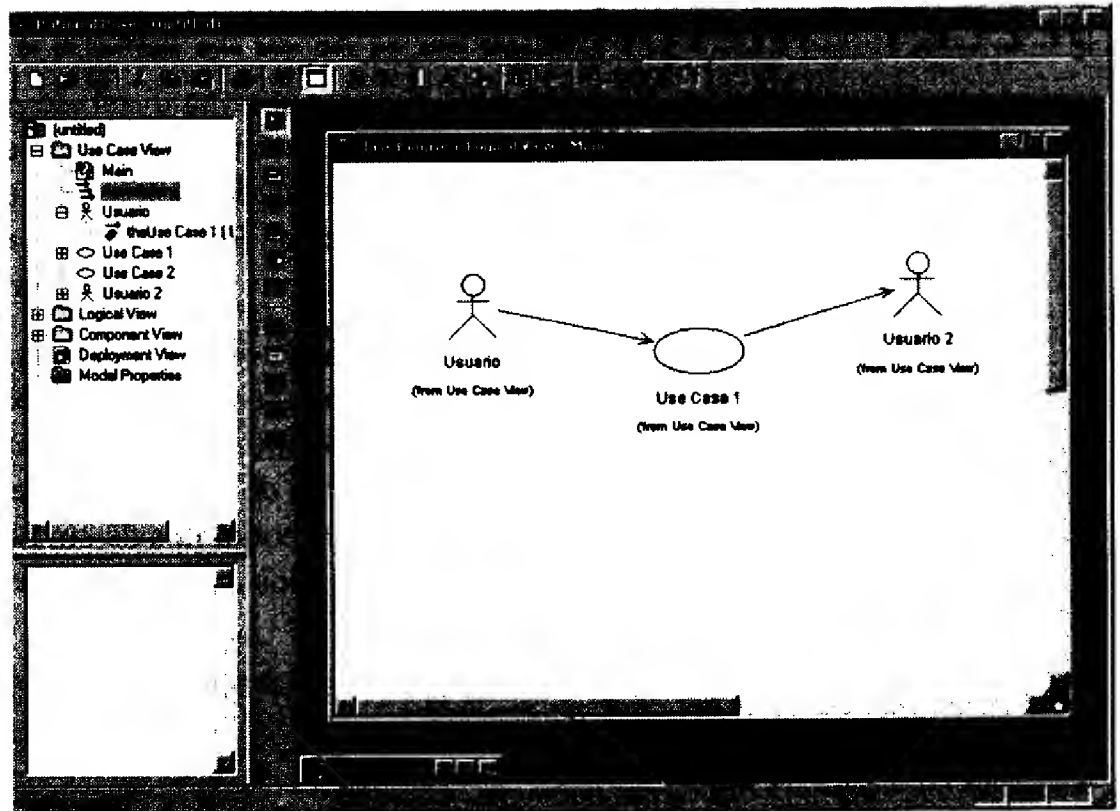 (untitled)
Use Case View
Main
Usuario
theUse Case 1 (
Use Case 1
Use Case 2
Usuario 2
Logical View
Component View
Deployment View
Model Properties
Usuario
(from Use Case View)
Use Case 1
(from Use Case View)
Usuario 2
(from Use Case View)